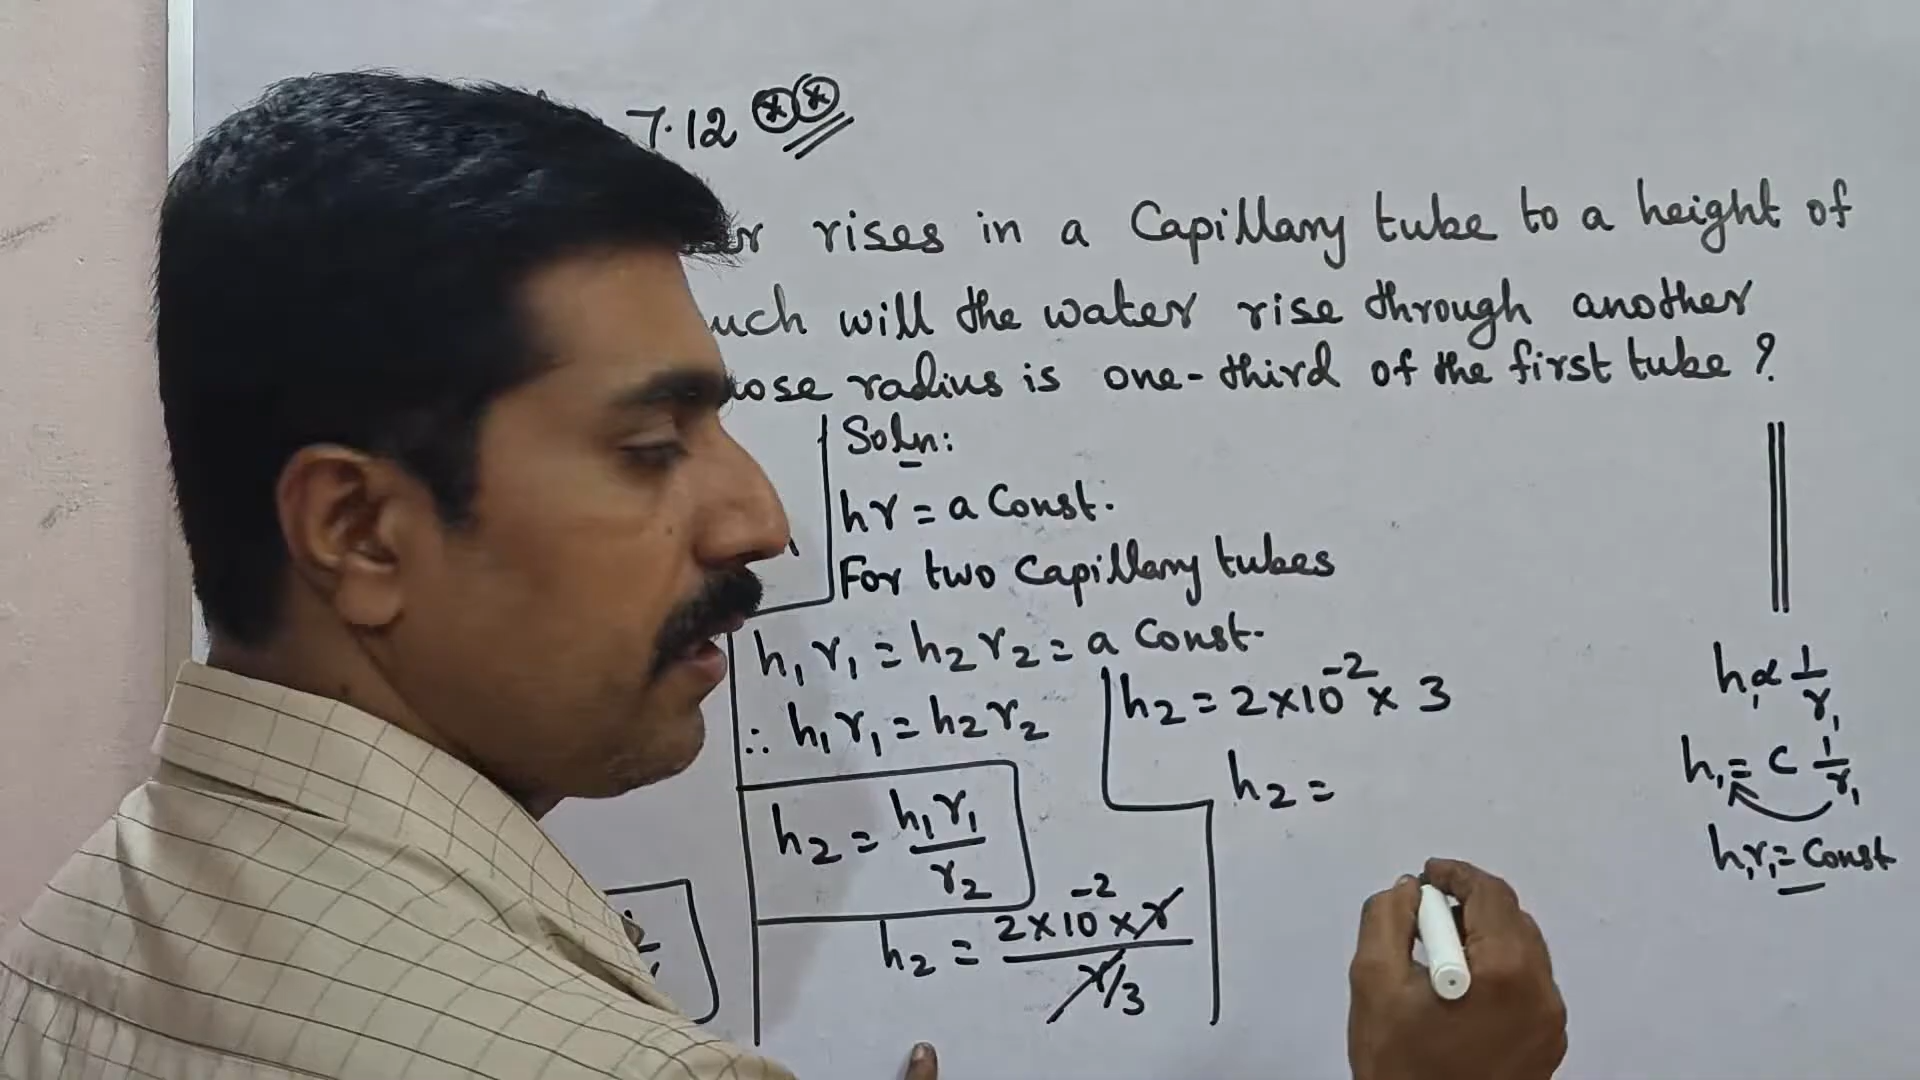 7.12
rises in a Capillary tube to a height of
will the water rise through another
radius is one-third of the first tube?
Soln:
hr = a Const.
For two Capillary tubes
h₁r₁ = h₂r₂ = a Const.
∴ h₁r₁ = h₂r₂
h₂ = h₁r₁/r₂
h₂ = 2×10⁻²×r / r/3
h₂ = 2×10⁻²× 3
h₂ =
h₁ ∝ 1/r₁
h₁ = C 1/r₁
h₁r₁ = Const